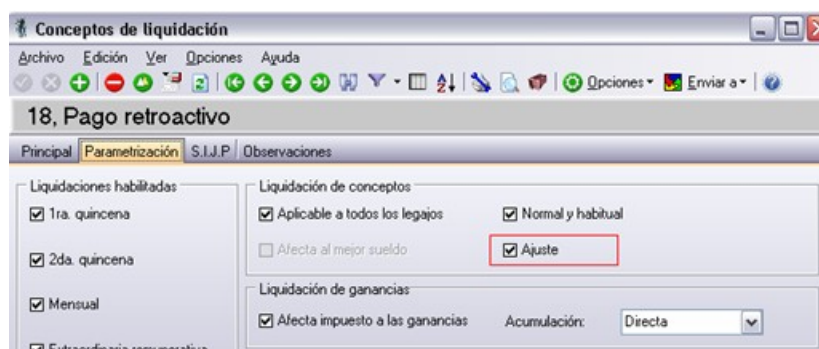 Conceptos de liquidación
Archivo Edición Ver Opciones Ayuda
Opciones Enviar a
18, Pago retroactivo
Principal Parametrización S.I.J.P Observaciones
Liquidaciones habilitadas
1ra. quincena
2da. quincena
Mensual
Extraordinaria remunerativa
Liquidación de conceptos
Aplicable a todos los legajos Normal y habitual
Afecta al mejor sueldo Ajuste
Liquidación de ganancias
Afecta impuesto a las ganancias Acumulación: Directa